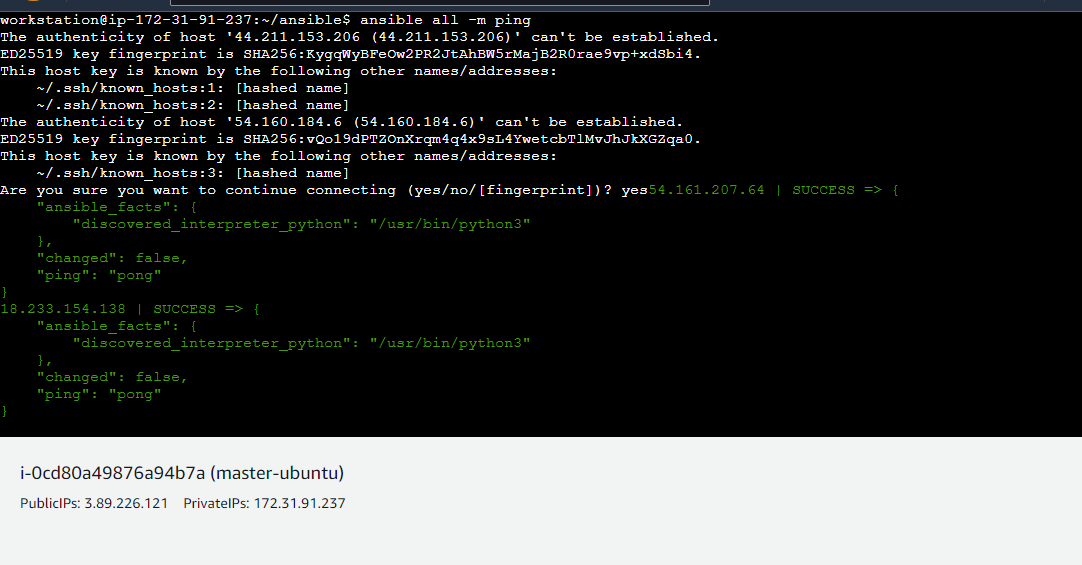 workstation@ip-172-31-91-237:~/ansible$ ansible all -m ping
The authenticity of host '44.211.153.206 (44.211.153.206)' can't be established.
ED25519 key fingerprint is SHA256:KygqWyBFeOw2PR2JtAhBW5rMajB2R0rae9vp+xdSbi4.
This host key is known by the following other names/addresses:
    ~/.ssh/known_hosts:1: [hashed name]
    ~/.ssh/known_hosts:2: [hashed name]
The authenticity of host '54.160.184.6 (54.160.184.6)' can't be established.
ED25519 key fingerprint is SHA256:vQol9dPTZOnXrqm4q4x9sL4YwetcbTlMvJhJkXGZqa0.
This host key is known by the following other names/addresses:
    ~/.ssh/known_hosts:3: [hashed name]
Are you sure you want to continue connecting (yes/no/[fingerprint])? yes54.161.207.64 | SUCCESS => {
    "ansible_facts": {
        "discovered_interpreter_python": "/usr/bin/python3"
    },
    "changed": false,
    "ping": "pong"
}
18.233.154.138 | SUCCESS => {
    "ansible_facts": {
        "discovered_interpreter_python": "/usr/bin/python3"
    },
    "changed": false,
    "ping": "pong"
}
i-0cd80a49876a94b7a (master-ubuntu)
PublicIPs: 3.89.226.121 PrivateIPs: 172.31.91.237